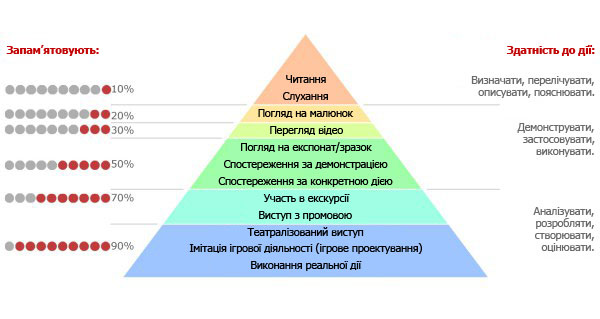 Запам'ятовують:
Здатність до дії:
10%
20%
30%
50%
70%
90%
Читання
Слухання
Погляд на малюнок
Перегляд відео
Погляд на експонат/зразок
Спостереження за демонстрацією
Спостереження за конкретною дією
Участь в екскурсії
Виступ з промовою
Театралізований виступ
Імітація ігрової діяльності (ігрове проектування)
Виконання реальної дії
Визначати, перелічувати,
описувати, пояснювати.
Демонструвати,
застосовувати,
виконувати.
Аналізувати,
розробляти,
створювати,
оцінювати.